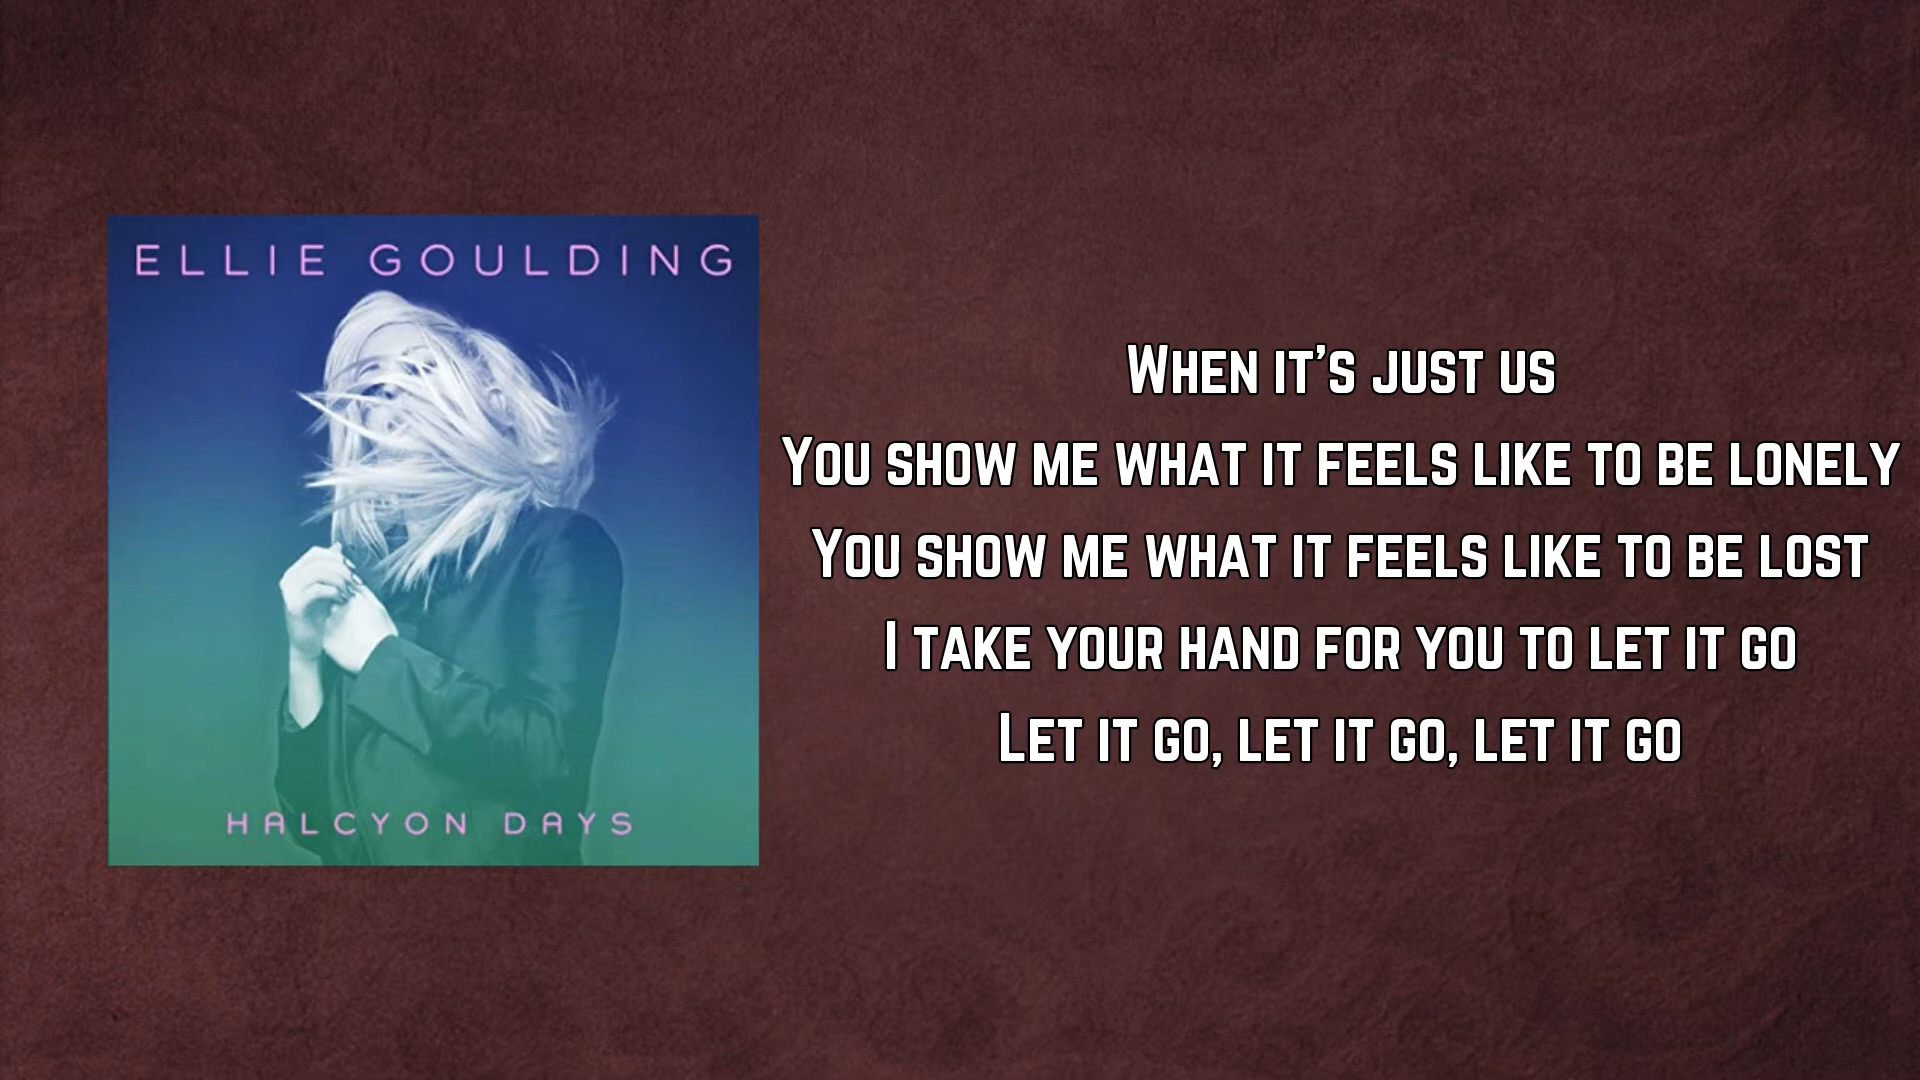 ELLIE GOULDING
HALCYON DAYS
When it's just us
You show me what it feels like to be lonely
You show me what it feels like to be lost
I take your hand for you to let it go
Let it go, let it go, let it go